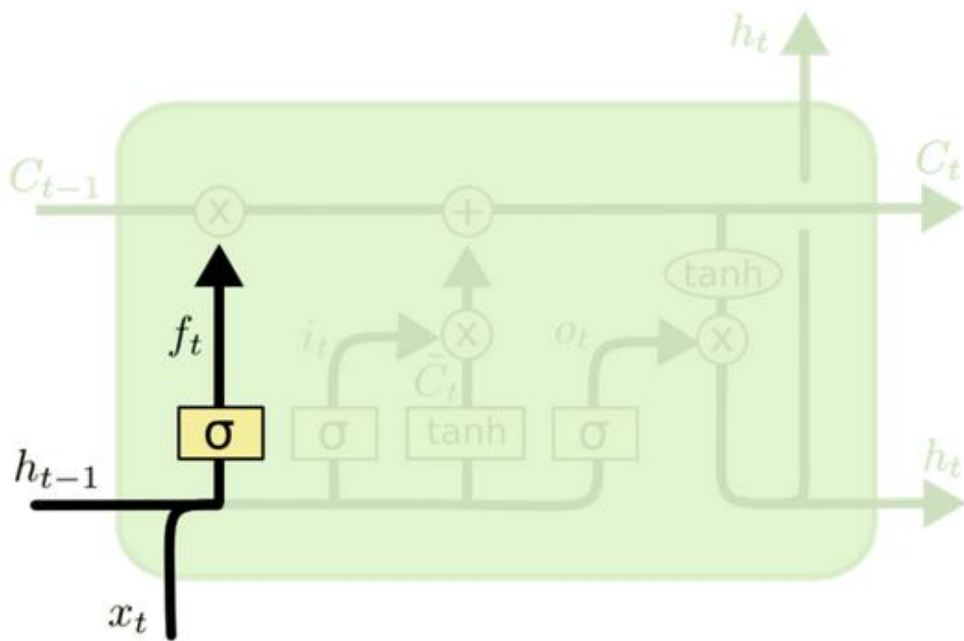 h_t
C_{t-1}
C_t
×
+
tanh
f_t
i_t
×
o_t
×
C̃_t
σ
σ
tanh
σ
h_{t-1}
h_t
x_t